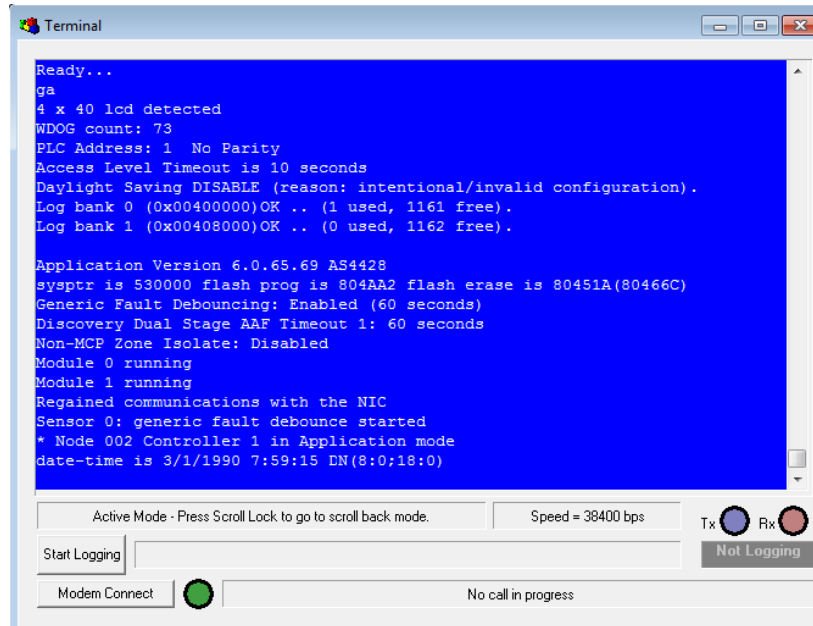 Terminal
Ready...
ga
4 x 40 lcd detected
WDOG count: 73
PLC Address: 1  No Parity
Access Level Timeout is 10 seconds
Daylight Saving DISABLE (reason: intentional/invalid configuration).
Log bank 0 (0x00400000)OK .. (1 used, 1161 free).
Log bank 1 (0x00408000)OK .. (0 used, 1162 free).
Application Version 6.0.65.69 AS4428
sysptr is 530000 flash prog is 804AA2 flash erase is 80451A(80466C)
Generic Fault Debouncing: Enabled (60 seconds)
Discovery Dual Stage AAF Timeout 1: 60 seconds
Non-MCP Zone Isolate: Disabled
Module 0 running
Module 1 running
Regained communications with the NIC
Sensor 0: generic fault debounce started
* Node 002 Controller 1 in Application mode
date-time is 3/1/1990 7:59:15 DN(8:0;18:0)
Active Mode - Press Scroll Lock to go to scroll back mode.
Speed = 38400 bps
Tx Rx
Start Logging
Not Logging
Modem Connect
No call in progress